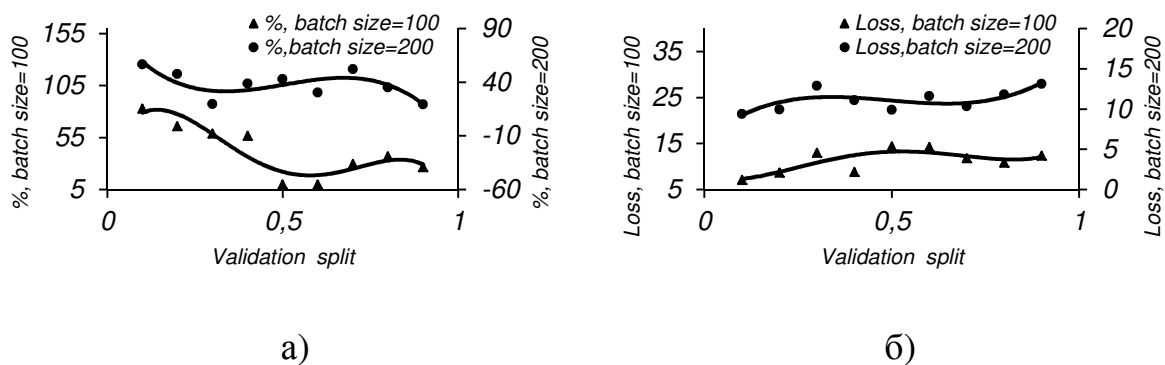 %, batch size=100
%,batch size=200
155
105
55
5
90
40
-10
-60
0
0,5
1
%, batch size=100
%, batch size=200
Validation split
а)
Loss, batch size=100
Loss,batch size=200
35
25
15
5
20
15
10
5
0
0
0,5
1
Loss, batch size=100
Loss, batch size=200
Validation split
б)